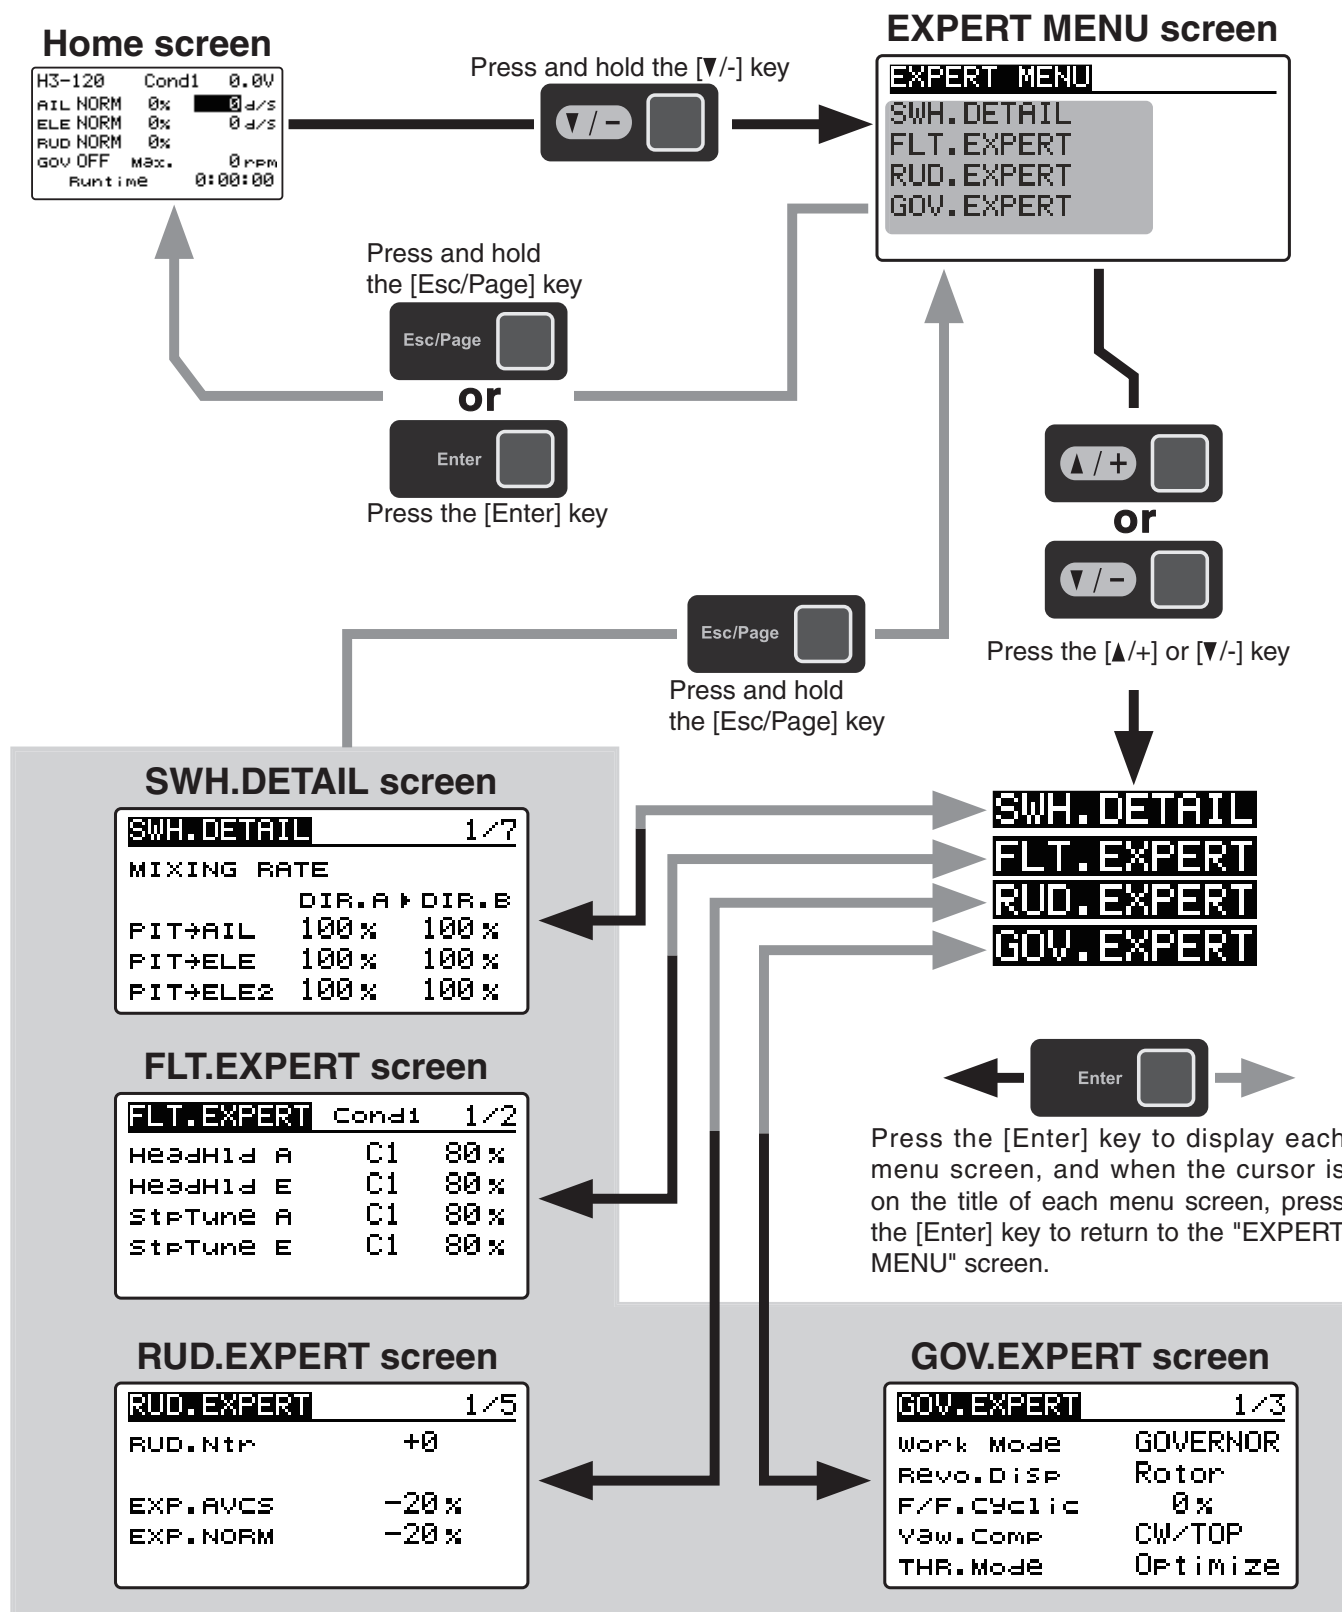 Home screen
H3-120 Cond1 0.0V
AIL NORM 0% 0 d/s
ELE NORM 0% 0 d/s
RUD NORM 0%
GOV OFF Max. 0 rpm
Runtime 0:00:00
Press and hold the [▼/-] key
▼/−
EXPERT MENU screen
EXPERT MENU
SWH.DETAIL
FLT.EXPERT
RUD.EXPERT
GOV.EXPERT
Press and hold
the [Esc/Page] key
Esc/Page
or
Enter
Press the [Enter] key
▲/+
or
▼/−
Press the [▲/+] or [▼/-] key
Esc/Page
Press and hold
the [Esc/Page] key
SWH.DETAIL
FLT.EXPERT
RUD.EXPERT
GOV.EXPERT
Enter
Press the [Enter] key to display each
menu screen, and when the cursor is
on the title of each menu screen, press
the [Enter] key to return to the "EXPERT
MENU" screen.
SWH.DETAIL screen
SWH.DETAIL 1/7
MIXING RATE
DIR.A▶DIR.B
PIT→AIL 100% 100%
PIT→ELE 100% 100%
PIT→ELE2 100% 100%
FLT.EXPERT screen
FLT.EXPERT Cond1 1/2
HeadHld A C1 80%
HeadHld E C1 80%
StpTune A C1 80%
StpTune E C1 80%
RUD.EXPERT screen
RUD.EXPERT 1/5
RUD.Ntr +0
EXP.AVCS -20%
EXP.NORM -20%
GOV.EXPERT screen
GOV.EXPERT 1/3
Work Mode GOVERNOR
Revo.Disp Rotor
F/F.Cyclic 0%
Yaw.Comp CW/TOP
THR.Mode Optimize